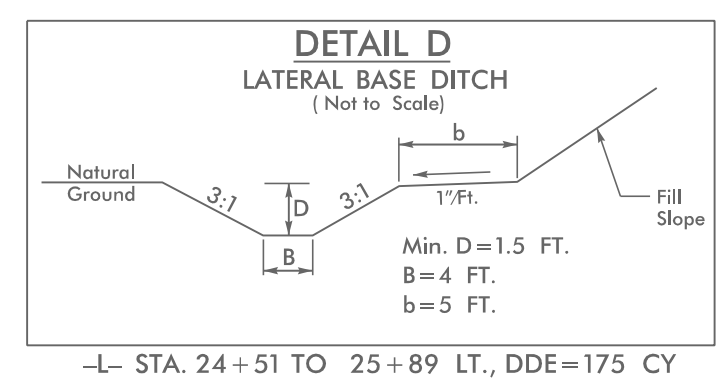 DETAIL D
LATERAL BASE DITCH
( Not to Scale)
b
Natural
Ground
3:1
D
3:1
1"/Ft.
Fill
Slope
B
Min. D=1.5 FT.
B=4 FT.
b=5 FT.
-L- STA. 24+51 TO 25+89 LT., DDE=175 CY